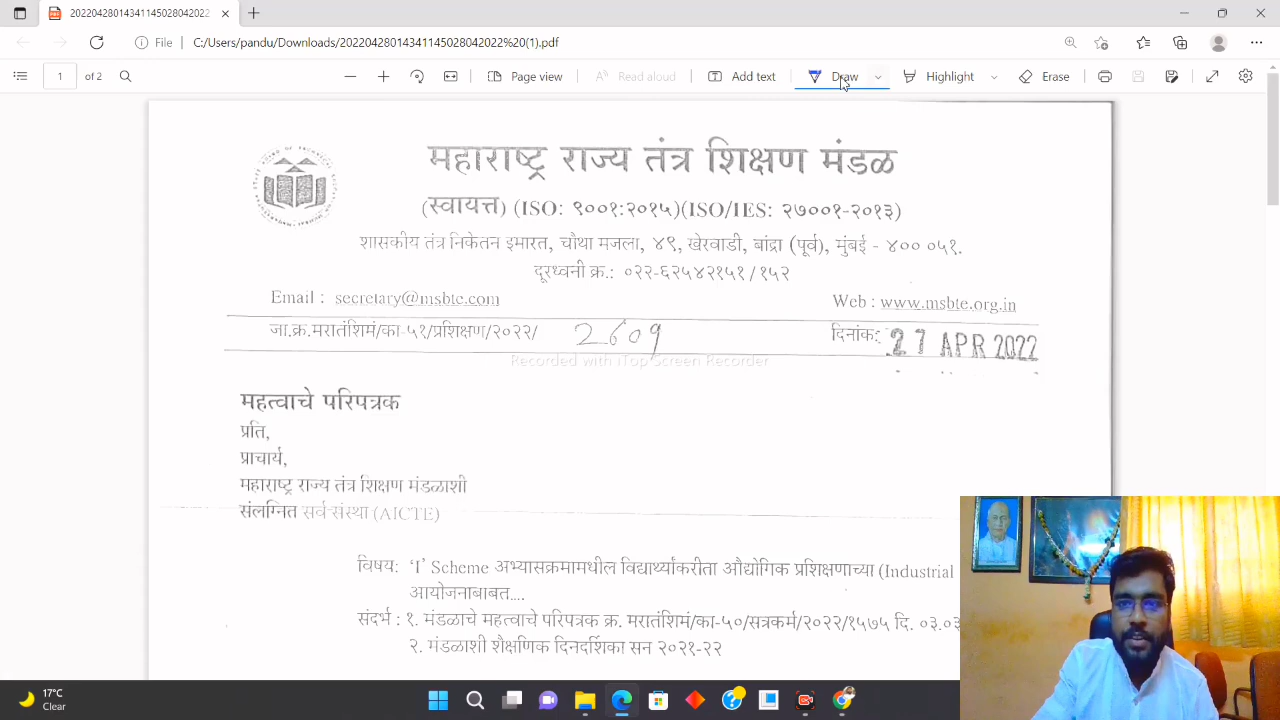 20220428014341145028042022
File
C:/Users/pandu/Downloads/20220428014341145028042022%20(1).pdf
1 of 2
Page view
Read aloud
Add text
Draw
Highlight
Erase
महाराष्ट्र राज्य तंत्र शिक्षण मंडळ
(स्वायत्त) (ISO: ९००१:२०१५)(ISO/IES: २७००१-२०१३)
शासकीय तंत्र निकेतन इमारत, चौथा मजला, ४९, खेरवाडी, बांद्रा (पूर्व), मुंबई - ४०० ०५१.
दूरध्वनी क्र.: ०२२-६२५४२१५१ / १५२
Email : secretary@msbte.com Web : www.msbte.org.in
जा.क्र.मरातंशिमं/का-५१/प्रशिक्षण/२०२२/ 2609 दिनांक: 27 APR 2022
Recorded with iTop Screen Recorder
महत्वाचे परिपत्रक
प्रति,
प्राचार्य,
महाराष्ट्र राज्य तंत्र शिक्षण मंडळाशी
संलग्नित सर्व संस्था (AICTE)
विषय: ‘I’ Scheme अभ्यासक्रमामधील विद्यार्थ्यांकरीता औद्योगिक प्रशिक्षणाच्या (Industrial
आयोजनाबाबत....
संदर्भ : १. मंडळाचे महत्वाचे परिपत्रक क्र. मरातंशिमं/का-५०/सत्रकर्म/२०२२/१५७५ दि. ०३.०३
२. मंडळाशी शैक्षणिक दिनदर्शिका सन २०२१-२२
17°C
Clear